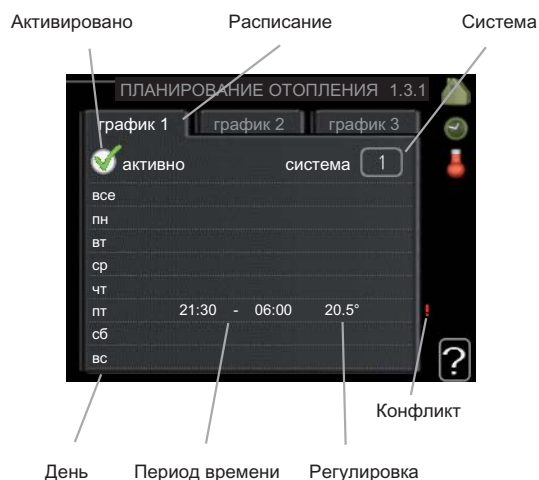 Активировано Расписание Система
ПЛАНИРОВАНИЕ ОТОПЛЕНИЯ 1.3.1
график 1 график 2 график 3
активно система 1
все
пн
вт
ср
чт
пт 21:30 - 06:00 20.5° !
сб
вс
?
Конфликт
День Период времени Регулировка